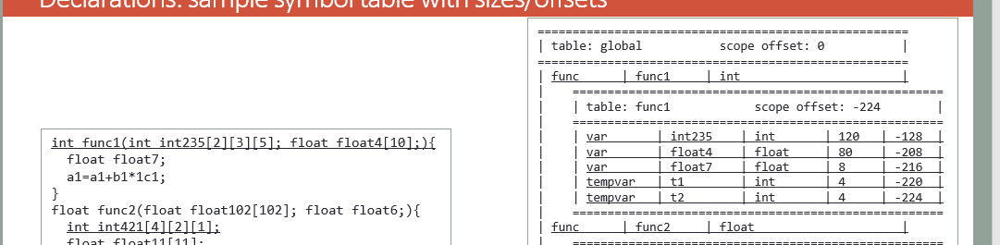 Declarations: sample symbol table with sizes/offsets
int func1(int int235[2][3][5]; float float4[10];){
float float7;
a1=a1+b1*1c1;
}
float func2(float float102[102]; float float6;){
int int421[4][2][1];
float float11[11];
==================================================
| table: global scope offset: 0 |
==================================================
| func | func1 | int |
| ==================================================
| | table: func1 scope offset: -224 |
| ==================================================
| | var | int235 | int | 120 | -128 |
| | var | float4 | float | 80 | -208 |
| | var | float7 | float | 8 | -216 |
| | tempvar | t1 | int | 4 | -220 |
| | tempvar | t2 | int | 4 | -224 |
| ==================================================
| func | func2 | float |
| ==================================================